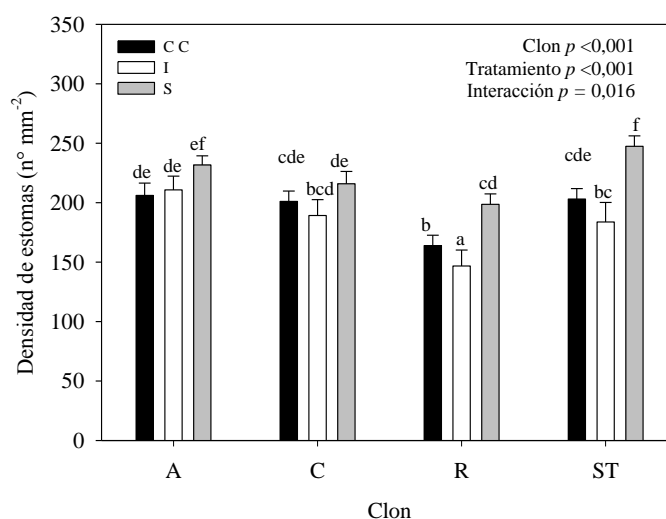 350
300
250
200
150
100
50
0
Densidad de estomas (n° mm-2)
C C
I
S
Clon p <0,001
Tratamiento p <0,001
Interacción p = 0,016
de
de
ef
cde
bcd
de
b
a
cd
cde
bc
f
A
C
R
ST
Clon